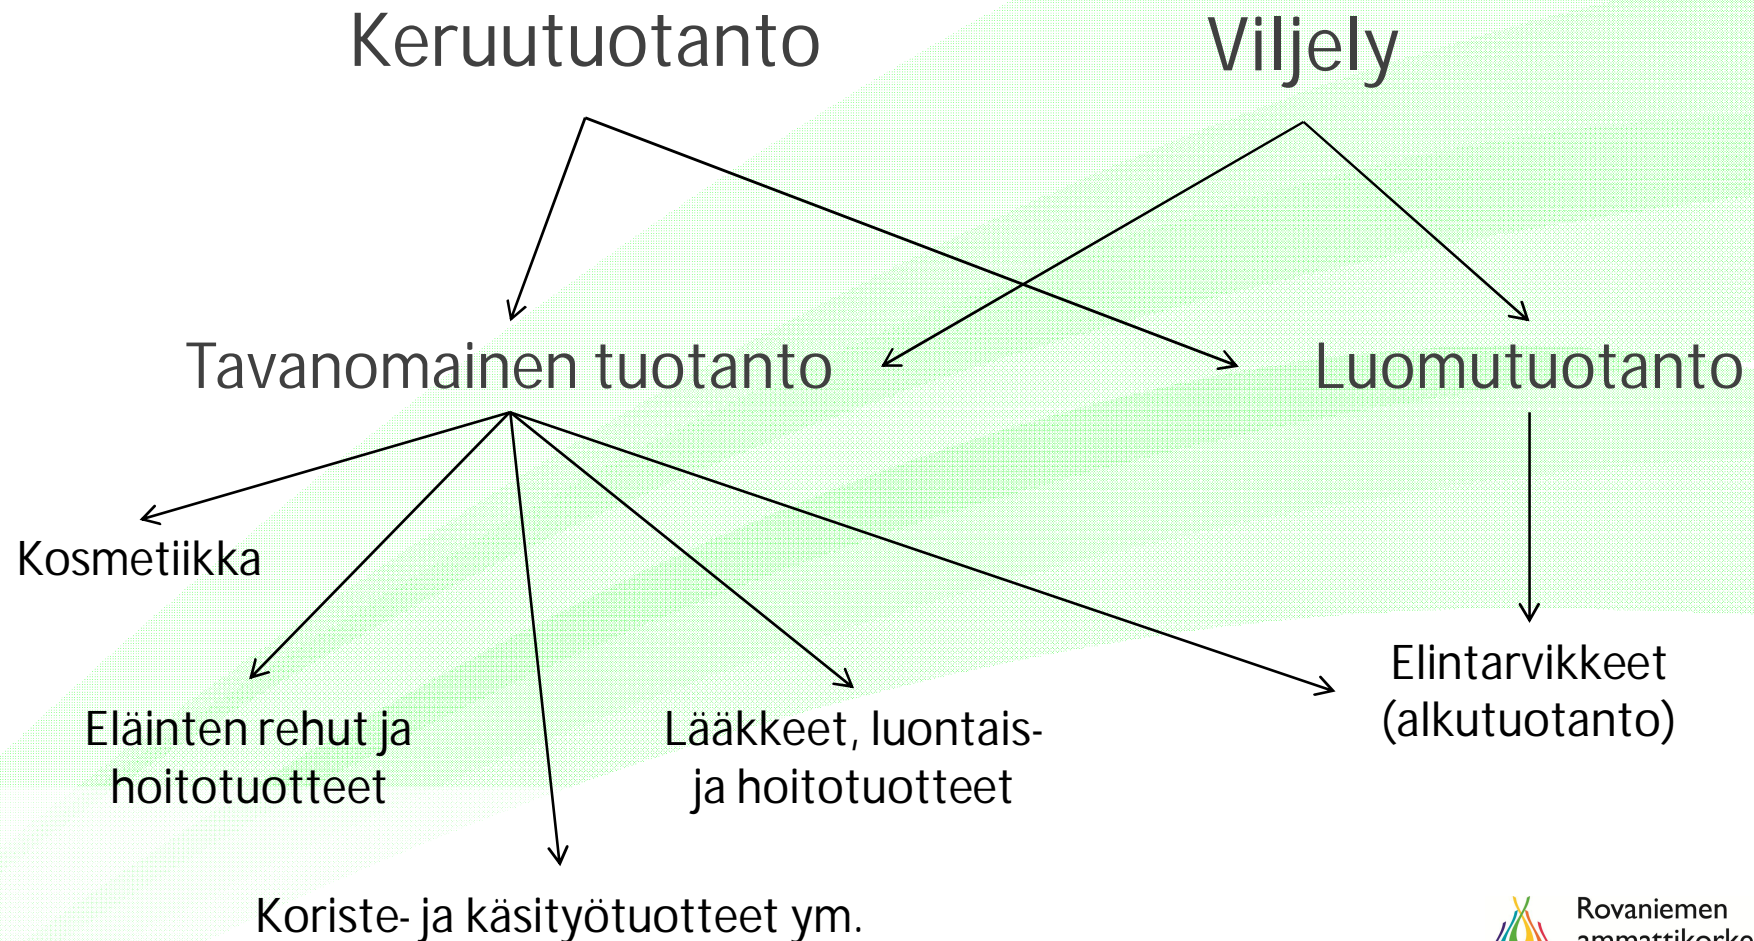 Keruutuotanto
Viljely
Tavanomainen tuotanto
Luomutuotanto
Kosmetiikka
Elintarvikkeet
(alkutuotanto)
Eläinten rehut ja
hoitotuotteet
Lääkkeet, luontais-
ja hoitotuotteet
Koriste- ja käsityötuotteet ym.
Rovaniemen
ammattikorke